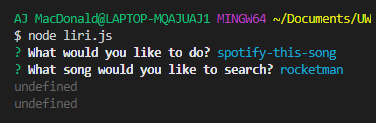 AJ MacDonald@LAPTOP-MQAJUAJ1 MINGW64 ~/Documents/UW
$ node liri.js
? What would you like to do? spotify-this-song
? What song would you like to search? rocketman
undefined
undefined